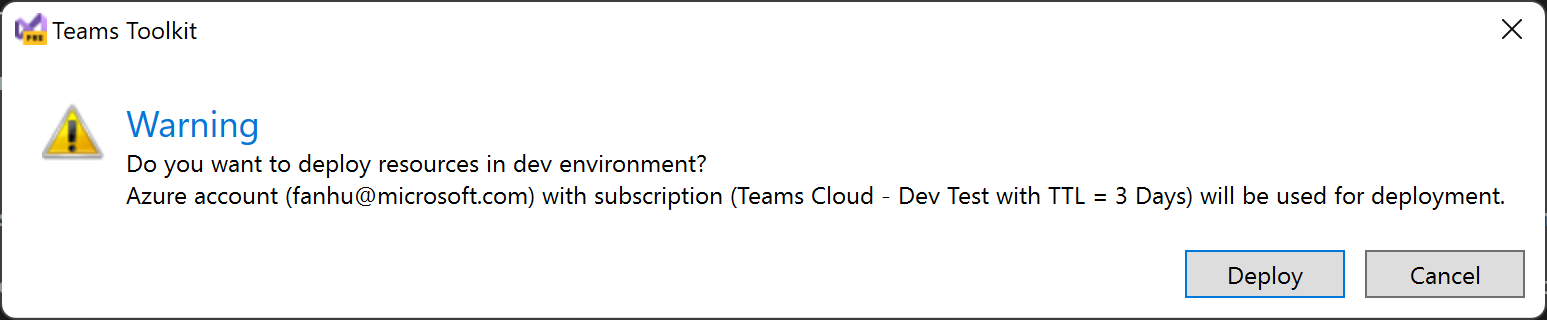 Teams Toolkit
Warning
Do you want to deploy resources in dev environment?
Azure account (fanhu@microsoft.com) with subscription (Teams Cloud - Dev Test with TTL = 3 Days) will be used for deployment.
Deploy
Cancel